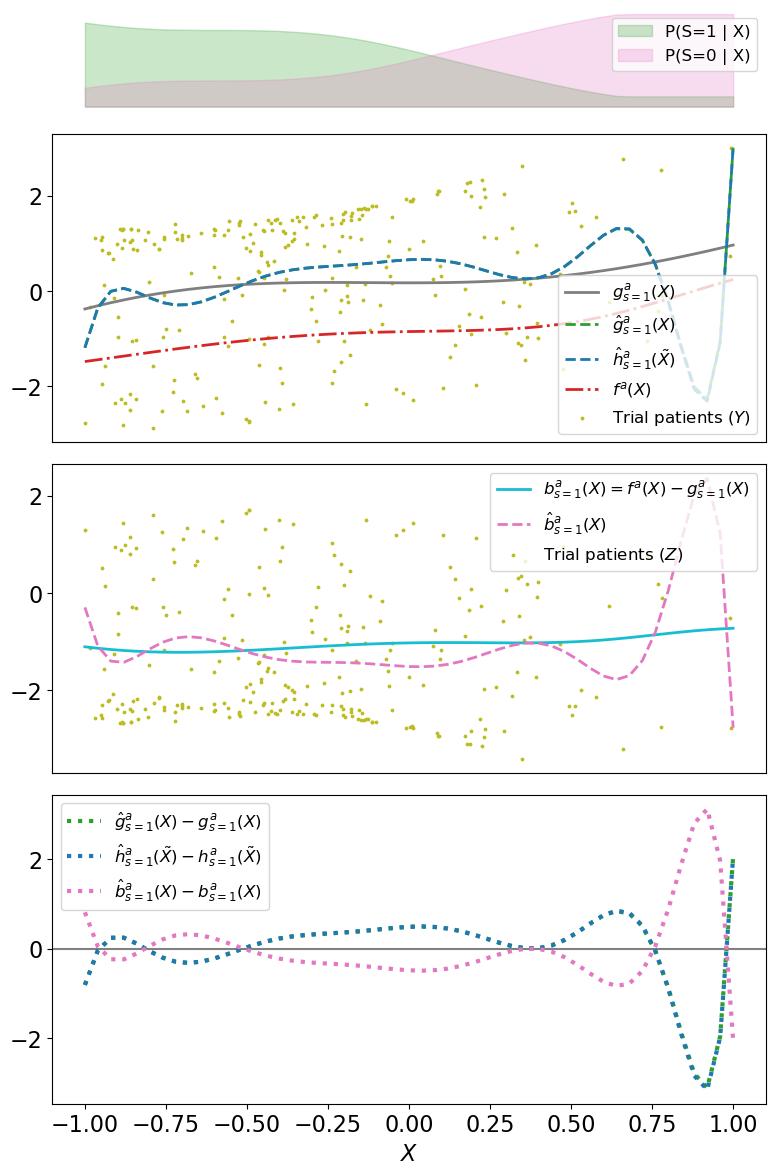 P(S=1 | X)
P(S=0 | X)
2
0
−2
g^a_{s=1}(X)
ĝ^a_{s=1}(X)
ĥ^a_{s=1}(X̃)
f^a(X)
Trial patients (Y)
2
0
−2
b^a_{s=1}(X) = f^a(X) − g^a_{s=1}(X)
b̂^a_{s=1}(X)
Trial patients (Z)
2
0
−2
ĝ^a_{s=1}(X) − g^a_{s=1}(X)
ĥ^a_{s=1}(X̃) − h^a_{s=1}(X̃)
b̂^a_{s=1}(X) − b^a_{s=1}(X)
−1.00 −0.75 −0.50 −0.25 0.00 0.25 0.50 0.75 1.00
X